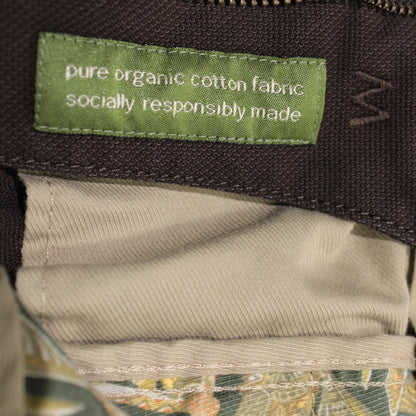 pure organic cotton fabric
socially responsibly made